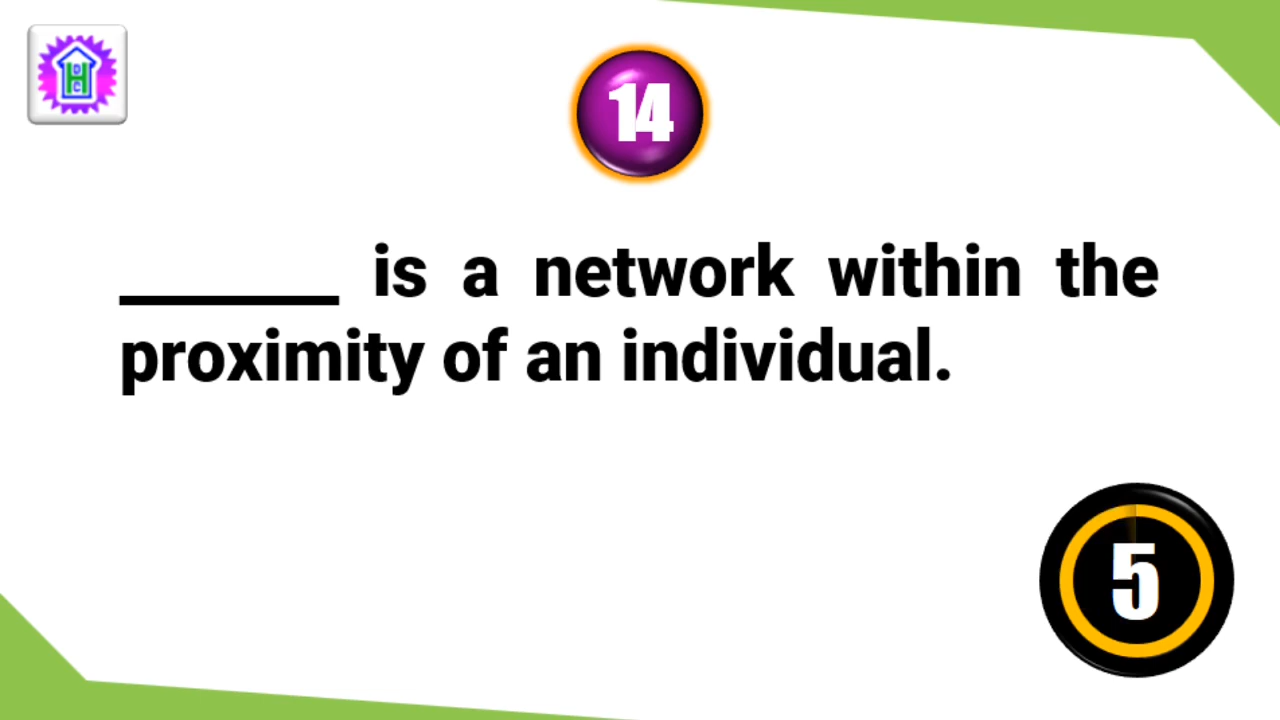 H
D
C
14
______ is a network within the
proximity of an individual.
5